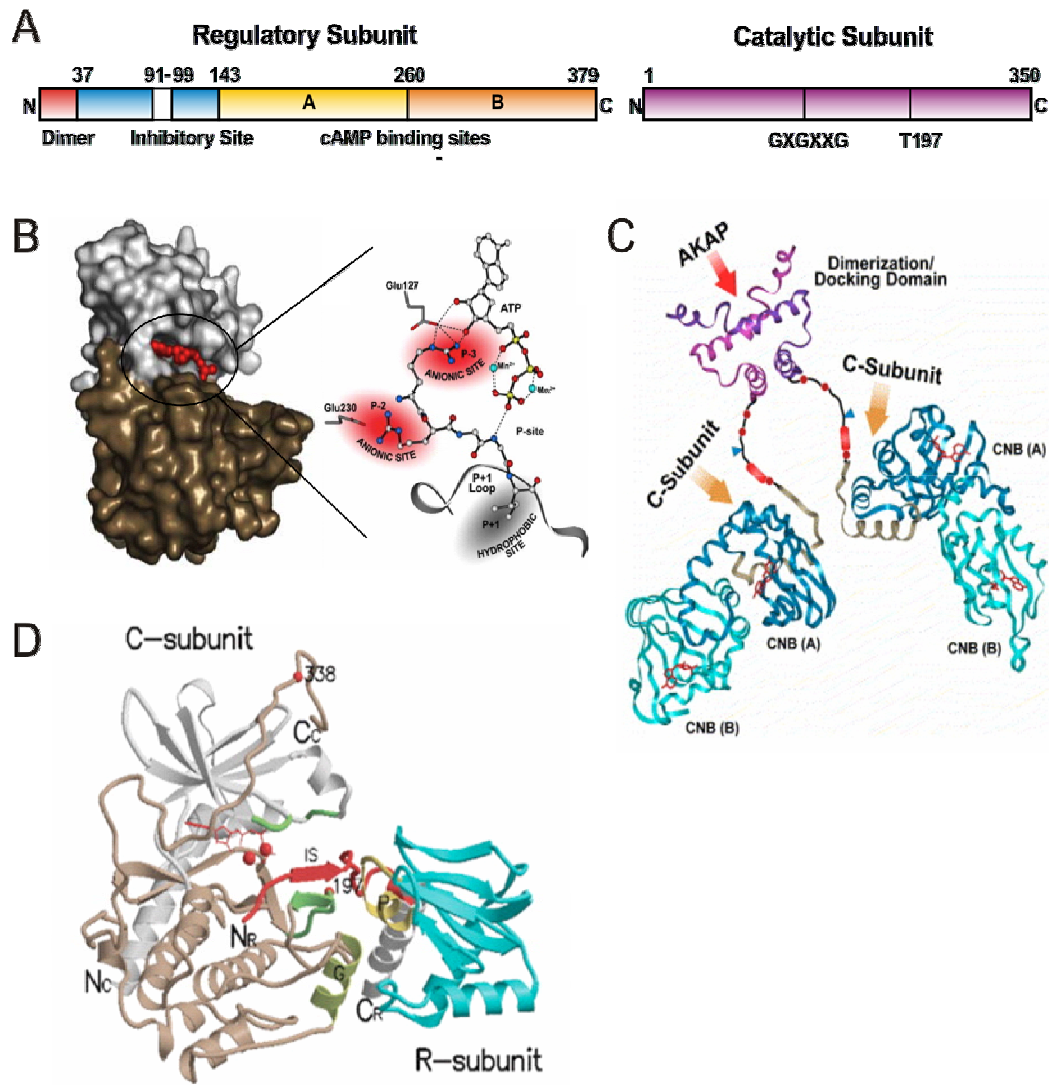 A
Regulatory Subunit
Catalytic Subunit
37 91-99 143 260 379
1 350
N A B C
N C
Dimer Inhibitory Site cAMP binding sites
GXGXXG T197
B
Glu127
ATP
P-3
ANIONIC SITE
Mn2+
Mn2+
P-2
Glu230
ANIONIC SITE
P-site
P+1
Loop
P+1
HYDROPHOBIC
SITE
C
AKAP
Dimerization/
Docking Domain
C-Subunit
C-Subunit
CNB (A)
CNB (A)
CNB (B)
CNB (B)
D
C-subunit
338
Cc
IS
197
P
NR
G
Nc
CR
R-subunit